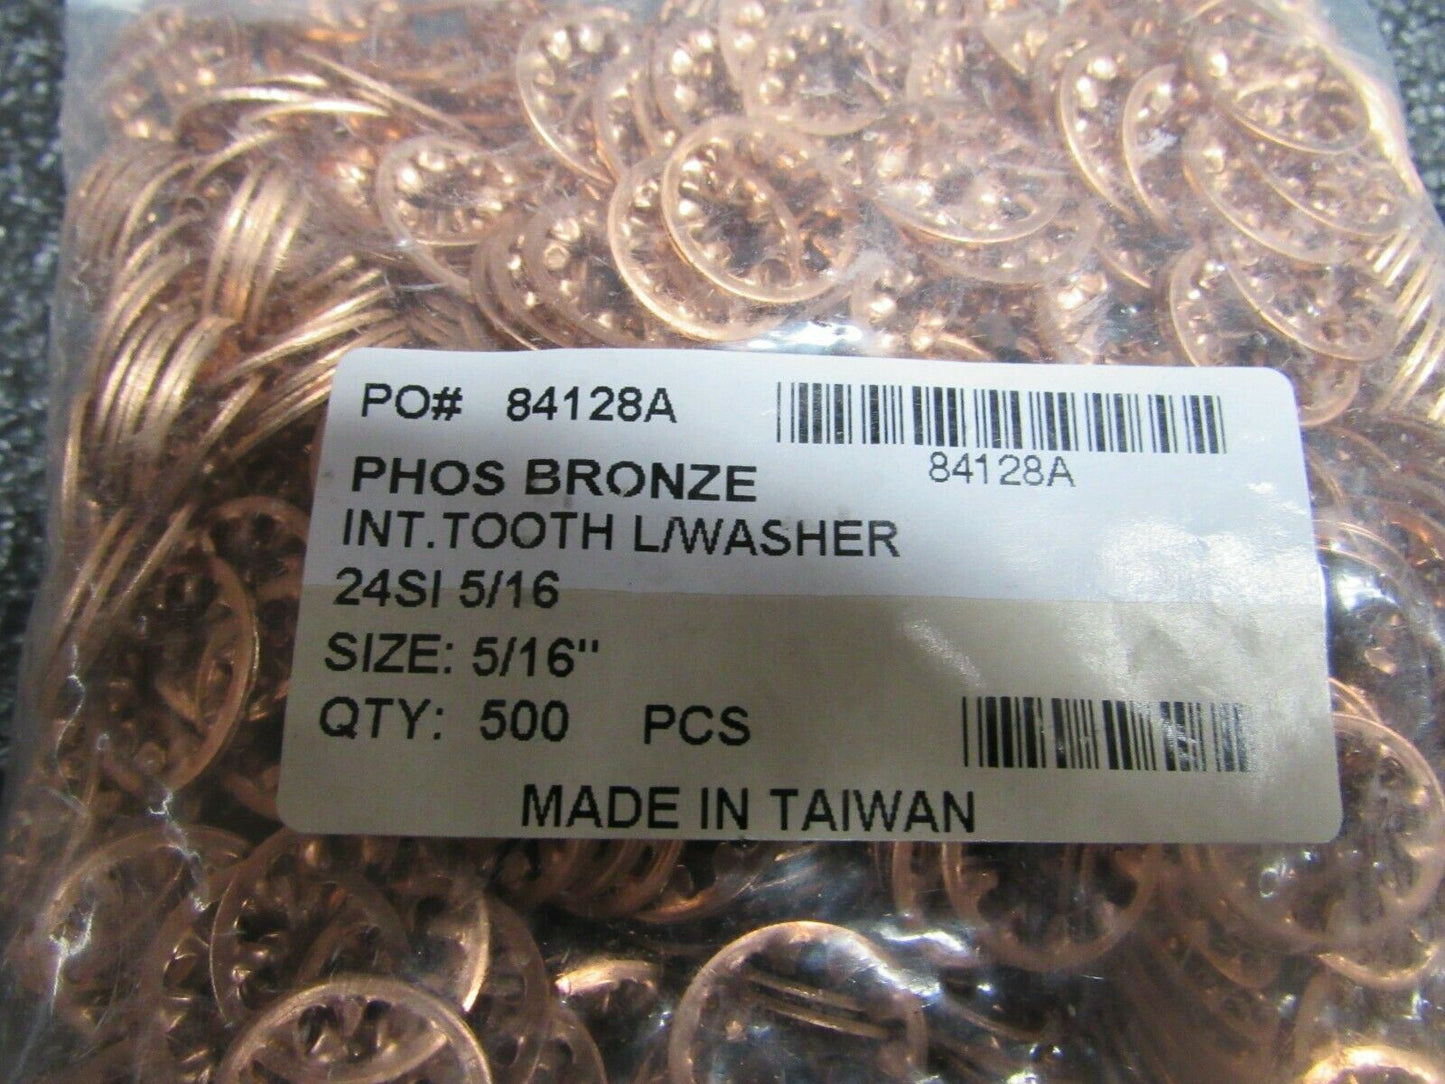 PO# 84128A
84128A
PHOS BRONZE
INT.TOOTH L/WASHER
24SI 5/16
SIZE: 5/16"
QTY: 500 PCS
MADE IN TAIWAN